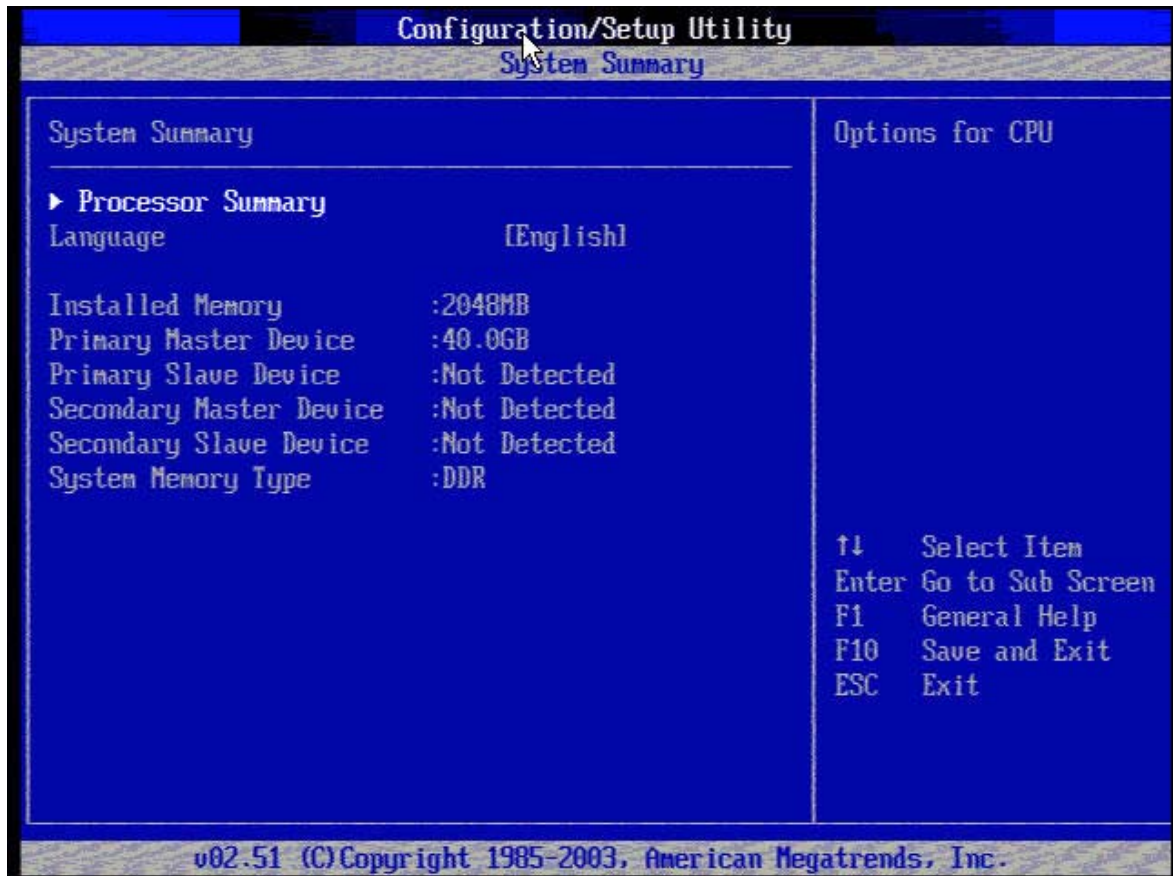 Configuration/Setup Utility
System Summary
System Summary
▶ Processor Summary
Language [English]
Installed Memory :2048MB
Primary Master Device :40.0GB
Primary Slave Device :Not Detected
Secondary Master Device :Not Detected
Secondary Slave Device :Not Detected
System Memory Type :DDR
Options for CPU
↑↓ Select Item
Enter Go to Sub Screen
F1 General Help
F10 Save and Exit
ESC Exit
v02.51 (C)Copyright 1985-2003, American Megatrends, Inc.